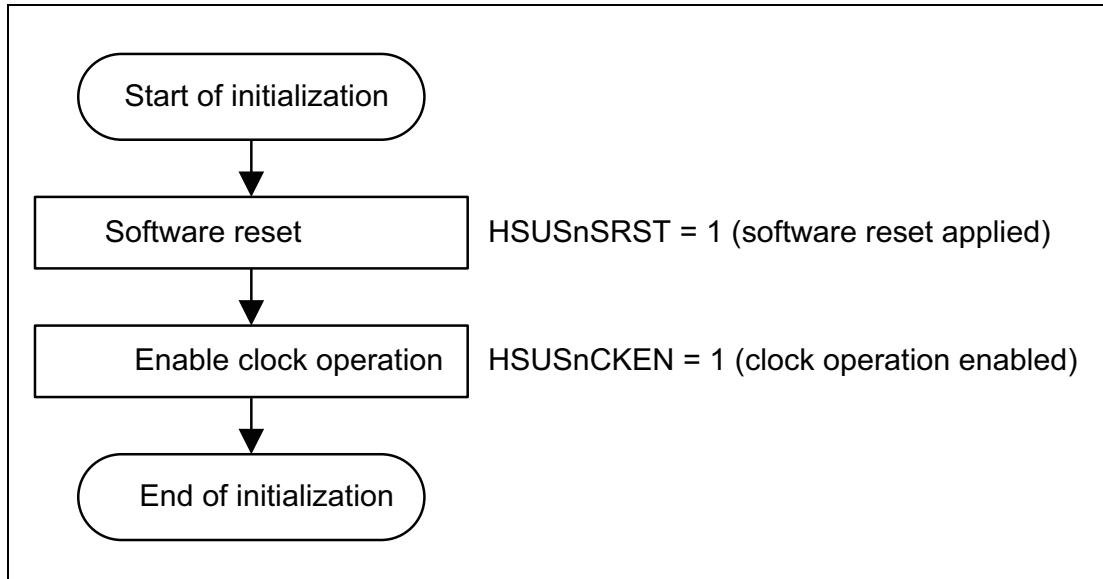 Start of initialization
Software reset
HSUSnSRST = 1 (software reset applied)
Enable clock operation
HSUSnCKEN = 1 (clock operation enabled)
End of initialization